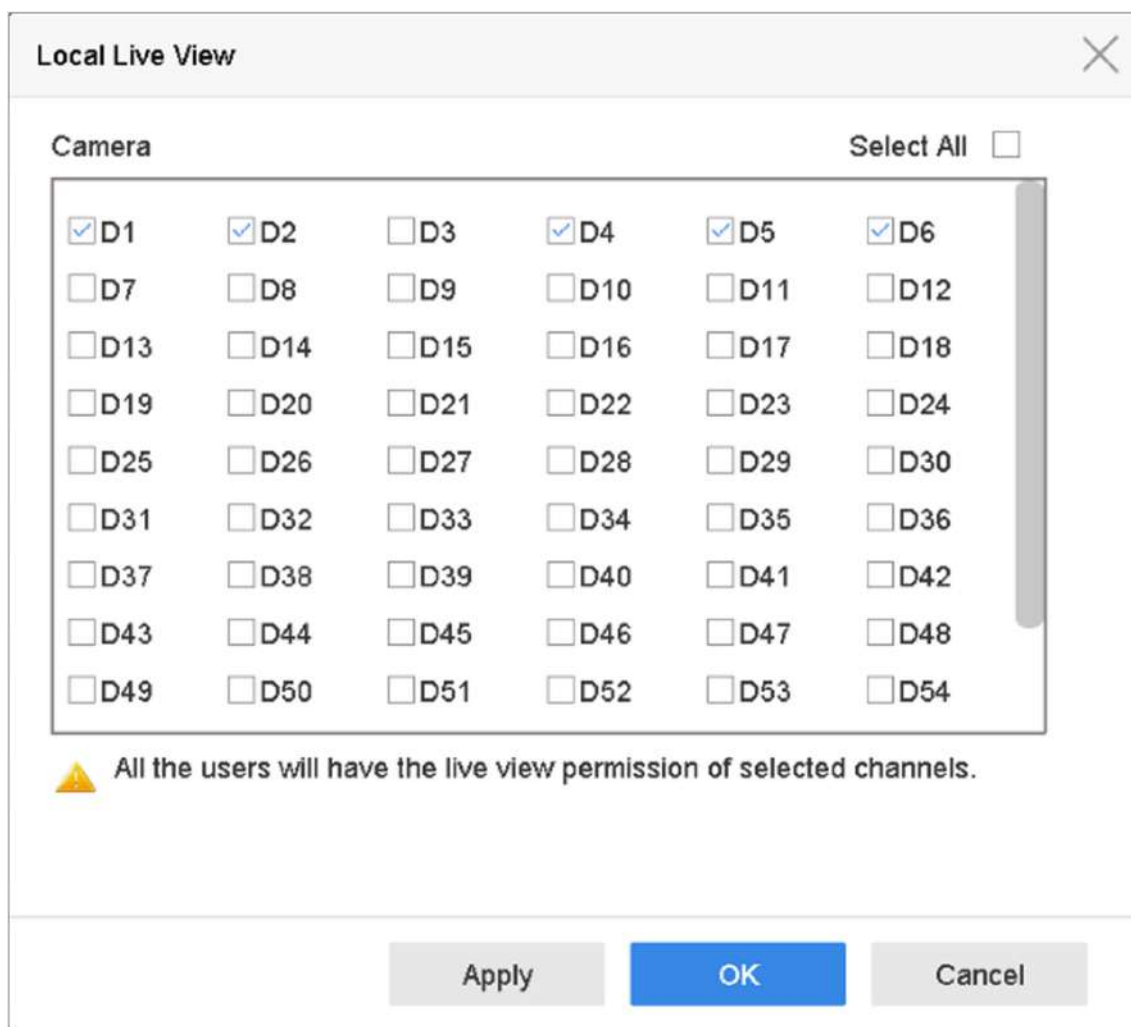 Local Live View
Camera Select All
D1 D2 D3 D4 D5 D6
D7 D8 D9 D10 D11 D12
D13 D14 D15 D16 D17 D18
D19 D20 D21 D22 D23 D24
D25 D26 D27 D28 D29 D30
D31 D32 D33 D34 D35 D36
D37 D38 D39 D40 D41 D42
D43 D44 D45 D46 D47 D48
D49 D50 D51 D52 D53 D54
All the users will have the live view permission of selected channels.
Apply OK Cancel